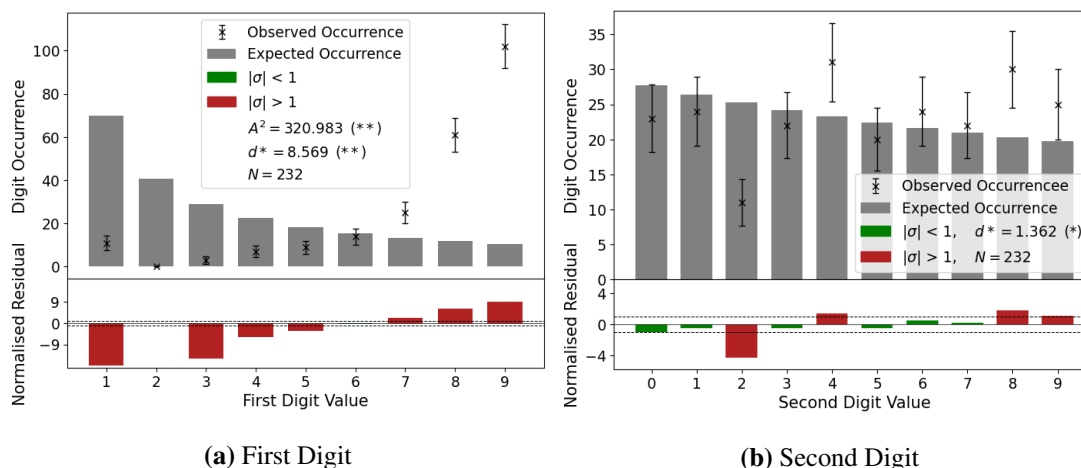 Digit Occurrence
100
80
60
40
20
0
Observed Occurrence
Expected Occurrence
|σ| < 1
|σ| > 1
A² = 320.983 (**)
d* = 8.569 (**)
N = 232
Normalised Residual
9
0
−9
1 2 3 4 5 6 7 8 9
First Digit Value
(a) First Digit
Digit Occurrence
35
30
25
20
15
10
5
0
Observed Occurrencee
Expected Occurrence
|σ| < 1, d* = 1.362 (*)
|σ| > 1, N = 232
Normalised Residual
4
0
−4
0 1 2 3 4 5 6 7 8 9
Second Digit Value
(b) Second Digit